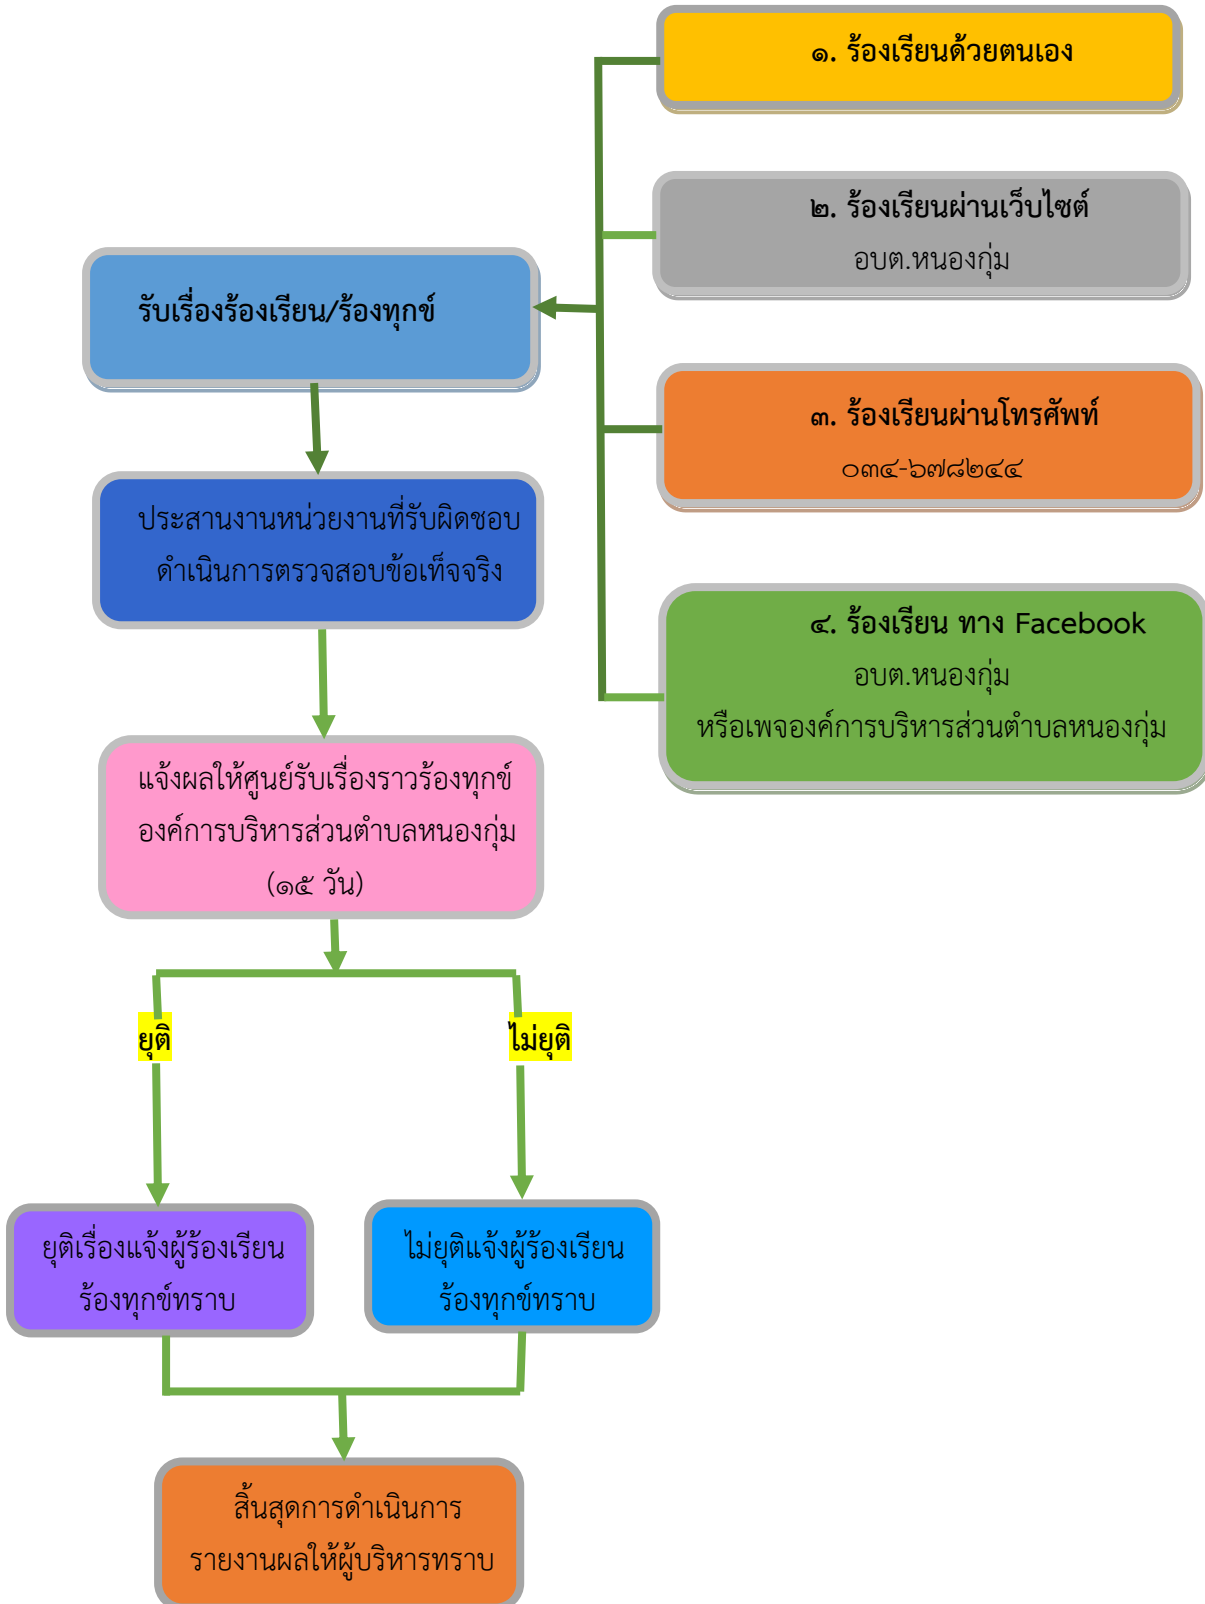 ๑. ร้องเรียนด้วยตนเอง
๒. ร้องเรียนผ่านเว็บไซต์
อบต.หนองกุ่ม
รับเรื่องร้องเรียน/ร้องทุกข์
๓. ร้องเรียนผ่านโทรศัพท์
๐๓๔-๖๗๘๒๔๔
ประสานงานหน่วยงานที่รับผิดชอบ
ดำเนินการตรวจสอบข้อเท็จจริง
๔. ร้องเรียน ทาง Facebook
อบต.หนองกุ่ม
หรือเพจองค์การบริหารส่วนตำบลหนองกุ่ม
แจ้งผลให้ศูนย์รับเรื่องราวร้องทุกข์
องค์การบริหารส่วนตำบลหนองกุ่ม
(๑๕ วัน)
ยุติ
ไม่ยุติ
ยุติเรื่องแจ้งผู้ร้องเรียน
ร้องทุกข์ทราบ
ไม่ยุติแจ้งผู้ร้องเรียน
ร้องทุกข์ทราบ
สิ้นสุดการดำเนินการ
รายงานผลให้ผู้บริหารทราบ